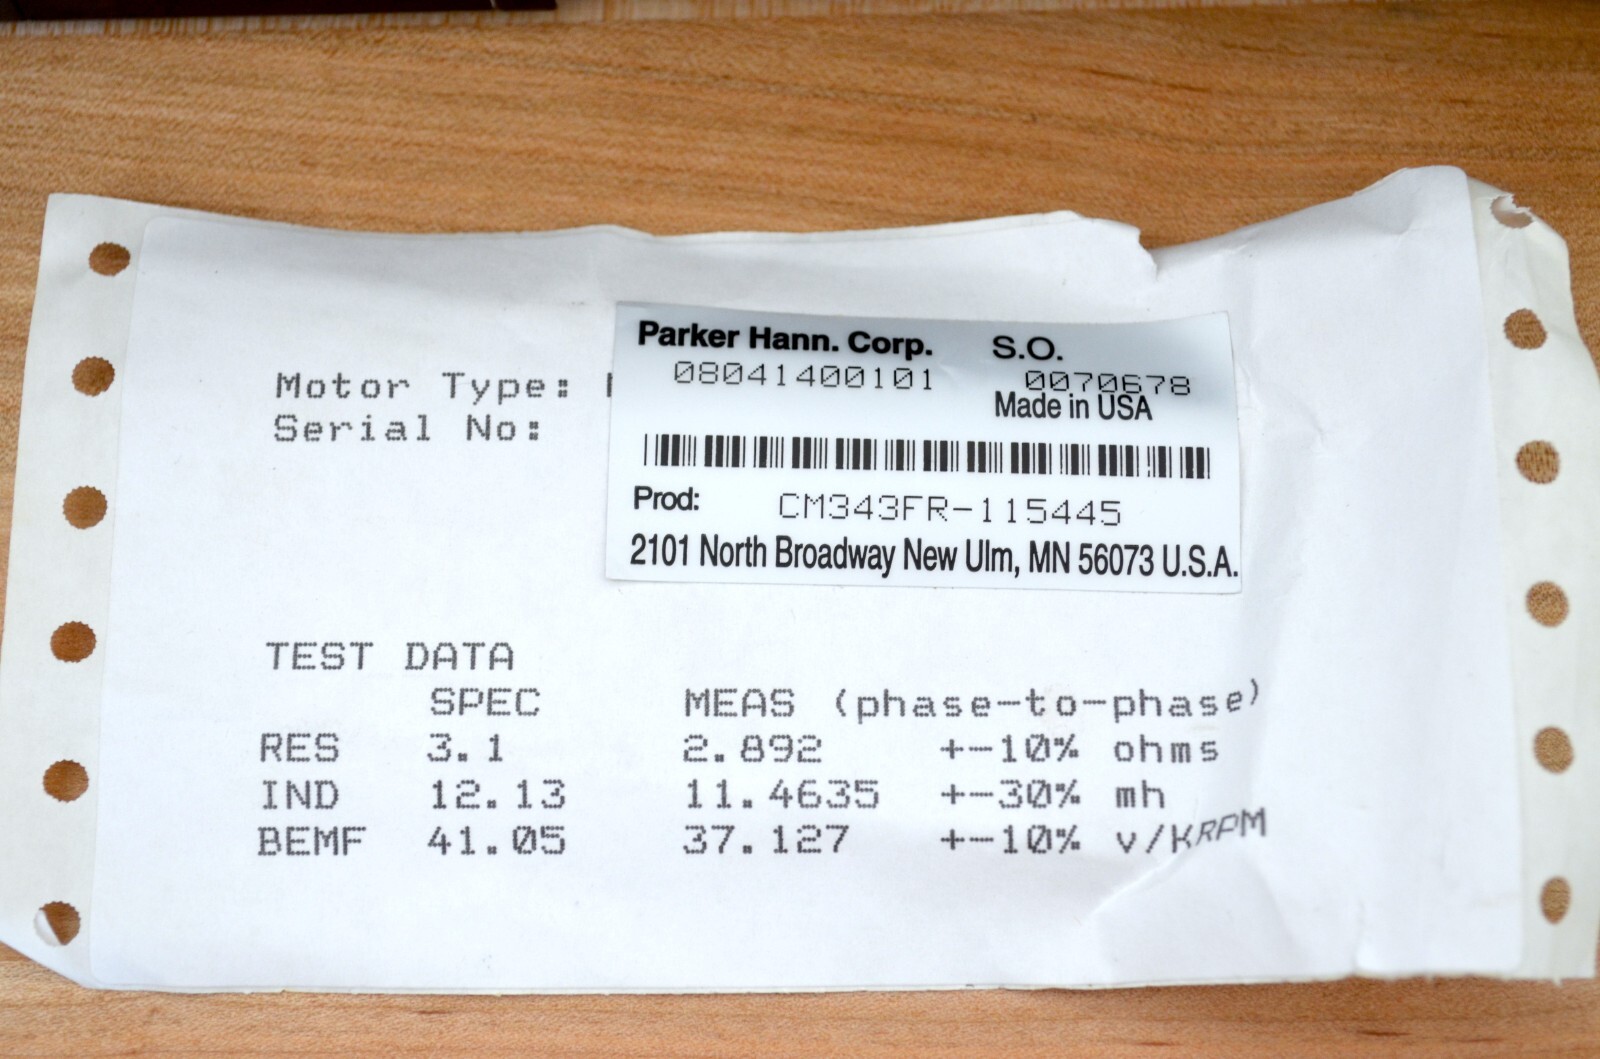 Parker Hann. Corp. S.O.
08041400101 0070678
Made in USA
Motor Type:
Serial No:
Prod: CM343FR-115445
2101 North Broadway New Ulm, MN 56073 U.S.A.
TEST DATA
SPEC MEAS (phase-to-phase)
RES 3.1 2.892 +-10% ohms
IND 12.13 11.4635 +-30% mh
BEMF 41.05 37.127 +-10% v/KRPM